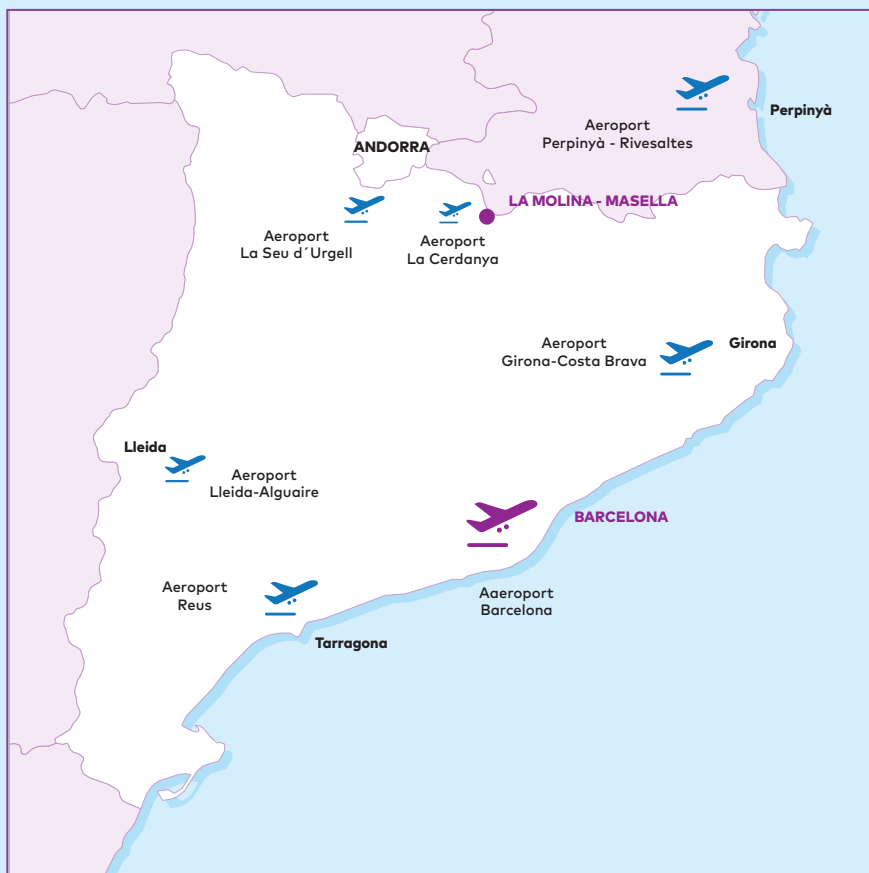 Perpinyà
Aeroport
Perpinyà - Rivesaltes
ANDORRA
LA MOLINA - MASELLA
Aeroport
La Seu d´Urgell
Aeroport
La Cerdanya
Aeroport
Girona-Costa Brava
Girona
Lleida
Aeroport
Lleida-Alguaire
BARCELONA
Aeroport
Reus
Aaeroport
Barcelona
Tarragona